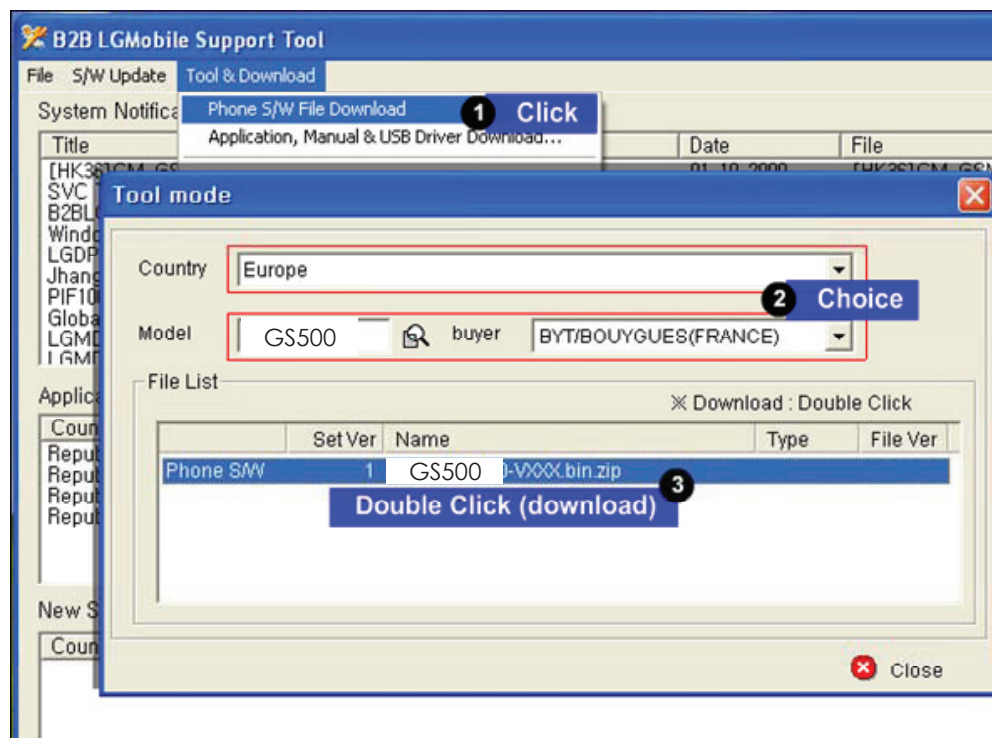 B2B LGMobile Support Tool
File S/W Update Tool & Download
System Notifica
Phone S/W File Download
1 Click
Application, Manual & USB Driver Download...
Title Date File
SVC
Tool mode
B2BL
Windo
LGDP
Jhang
PIF10
Globa
LGMD
Country Europe
2 Choice
Model GS500 buyer BYT/BOUYGUES(FRANCE)
File List
※ Download : Double Click
Set Ver Name Type File Ver
Phone S/W 1 GS500 -VXXX.bin.zip
3
Double Click (download)
Applica
Coun
Repub
Repub
Repub
Repub
New S
Coun
Close